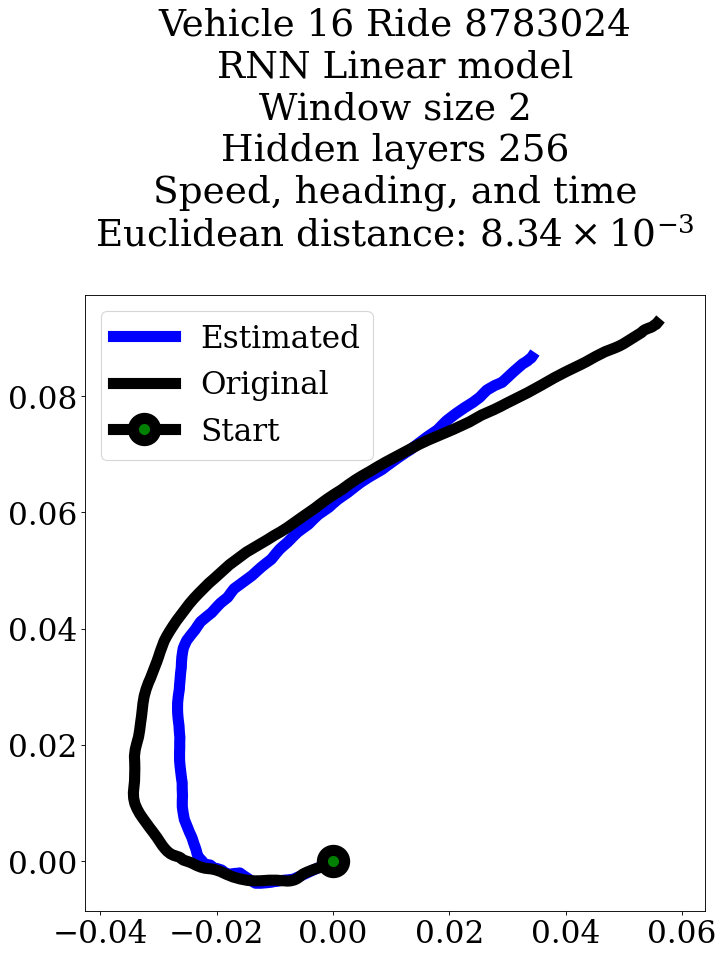 Vehicle 16 Ride 8783024
RNN Linear model
Window size 2
Hidden layers 256
Speed, heading, and time
Euclidean distance: 8.34 × 10⁻³
Estimated
Original
Start
0.08
0.06
0.04
0.02
0.00
−0.04 −0.02 0.00 0.02 0.04 0.06